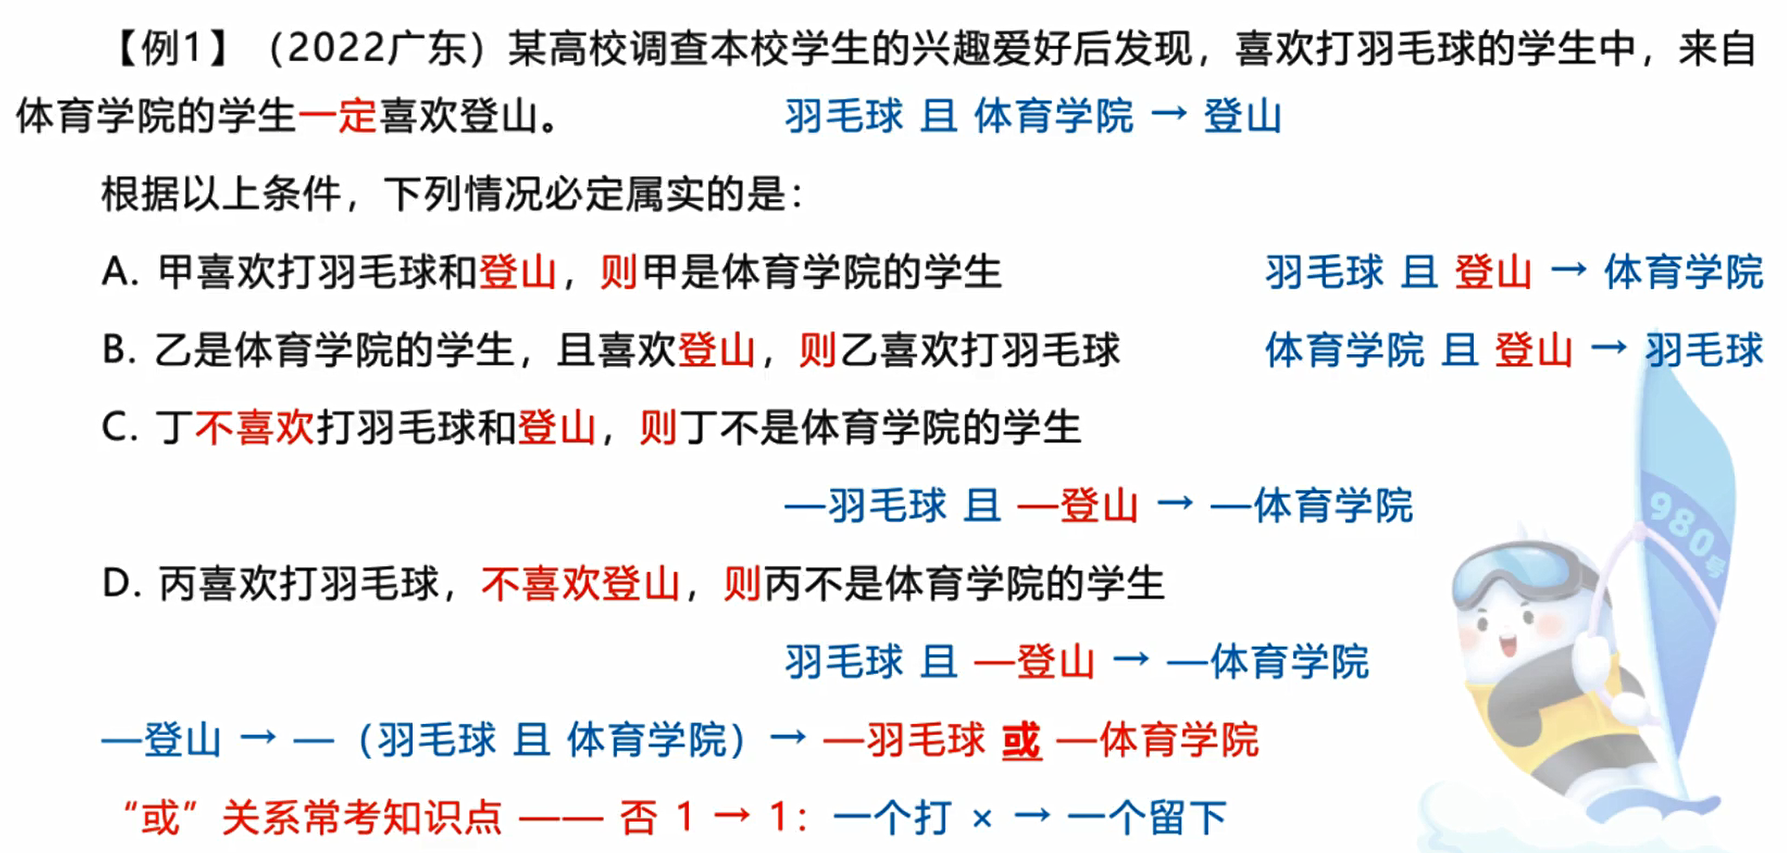 【例1】（2022广东）某高校调查本校学生的兴趣爱好后发现，喜欢打羽毛球的学生中，来自
体育学院的学生一定喜欢登山。 羽毛球 且 体育学院 → 登山
根据以上条件，下列情况必定属实的是：
A. 甲喜欢打羽毛球和登山，则甲是体育学院的学生 羽毛球 且 登山 → 体育学院
B. 乙是体育学院的学生，且喜欢登山，则乙喜欢打羽毛球 体育学院 且 登山 → 羽毛球
C. 丁不喜欢打羽毛球和登山，则丁不是体育学院的学生
—羽毛球 且 —登山 → —体育学院
D. 丙喜欢打羽毛球，不喜欢登山，则丙不是体育学院的学生
羽毛球 且 —登山 → —体育学院
—登山 → —（羽毛球 且 体育学院）→ —羽毛球 或 —体育学院
“或”关系常考知识点 —— 否 1 → 1：一个打 × → 一个留下
980号